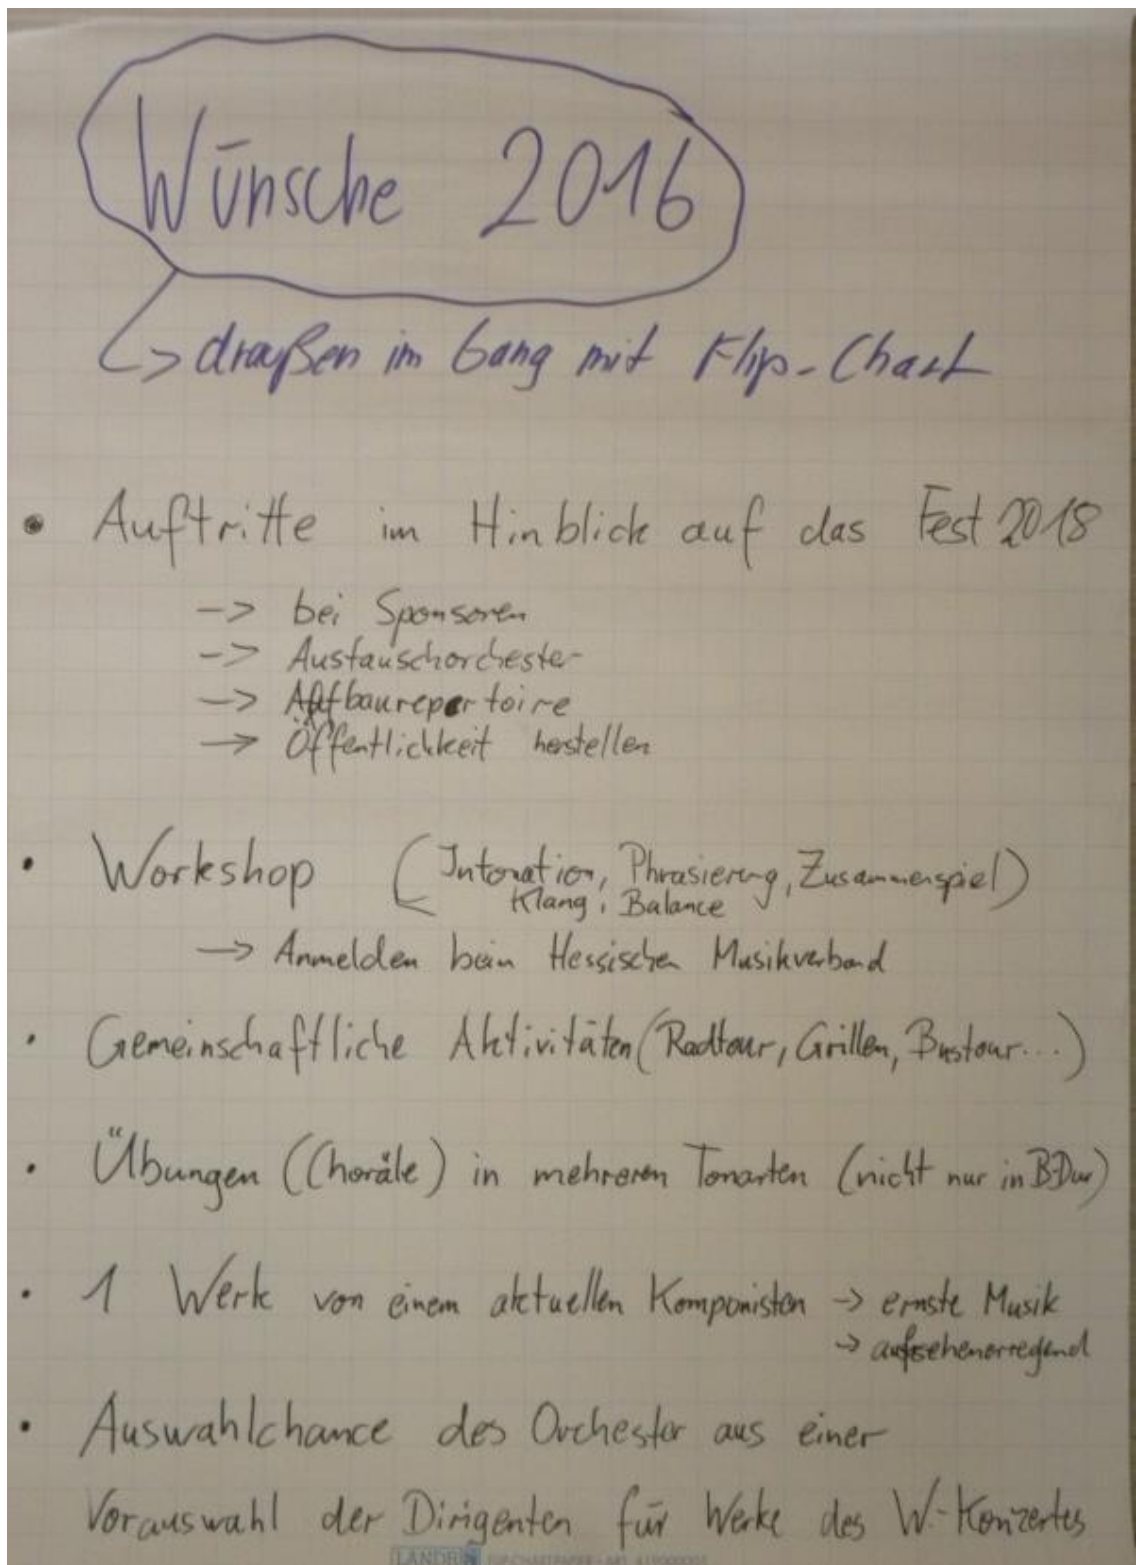 Wünsche 2016
↳ draußen im Gang mit Flip-Chart
• Auftritte im Hinblick auf das Fest 2018
-> bei Sponsoren
-> Austauschorchester
-> Aufbaurepertoire
-> Öffentlichkeit herstellen
• Workshop (Intonation, Phrasierung, Zusammenspiel)
Klang, Balance
-> Anmelden beim Hessischen Musikverband
• Gemeinschaftliche Aktivitäten (Radtour, Grillen, Bustour...)
• Übungen (Choräle) in mehreren Tonarten (nicht nur in B-Dur)
• 1 Werk von einem aktuellen Komponisten -> ernste Musik
-> aufsehenerregend
• Auswahlchance des Orchester aus einer
Vorauswahl der Dirigenten für Werke des W.-Konzertes
LANDRÉ